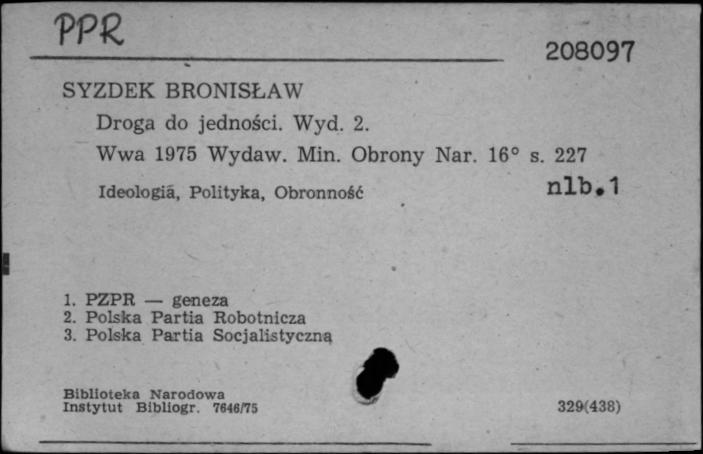 PPR
208097
SYZDEK BRONISŁAW
Droga do jedności. Wyd. 2.
Wwa 1975 Wydaw. Min. Obrony Nar. 16° s. 227
nlb.1
Ideologia, Polityka, Obronność
1. PZPR — geneza
2. Polska Partia Robotnicza
3. Polska Partia Socjalistyczną
Biblioteka Narodowa
Instytut Bibliogr. 7646/75
329(438)